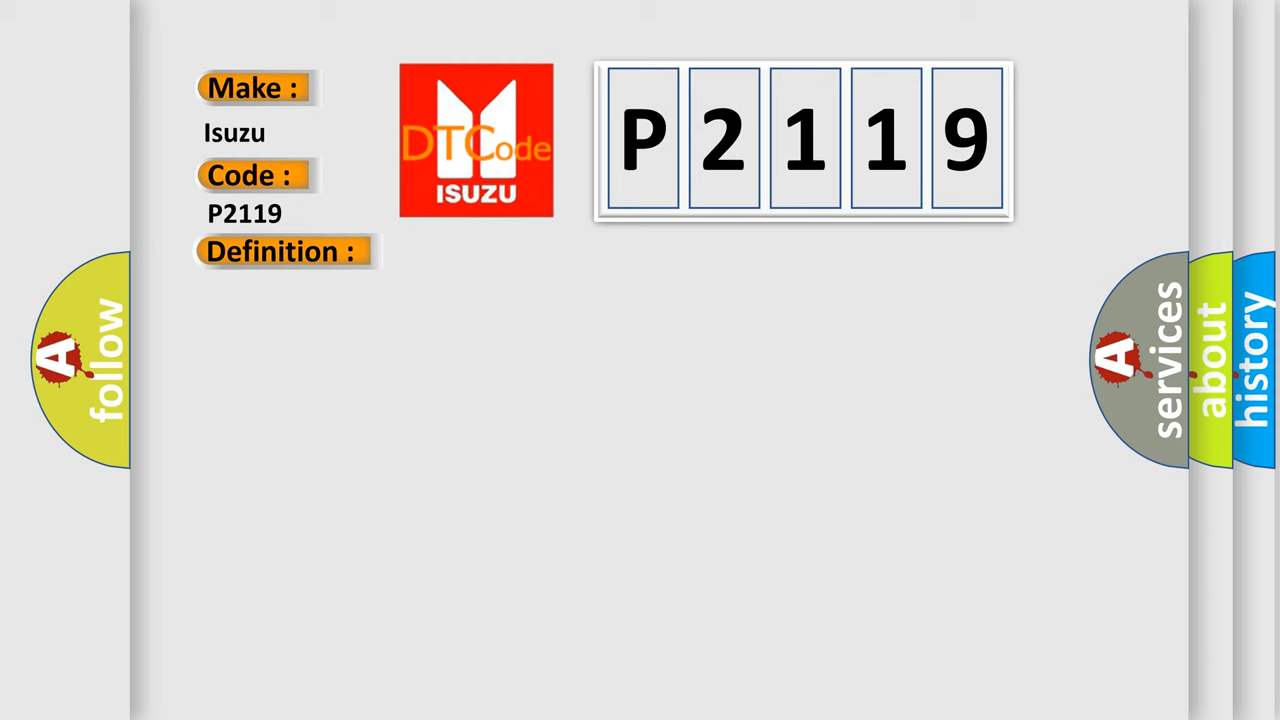 Make :
Isuzu
Code :
P2119
Definition :
DTCode
ISUZU
P 2 1 1 9
A follow
A services
about
history